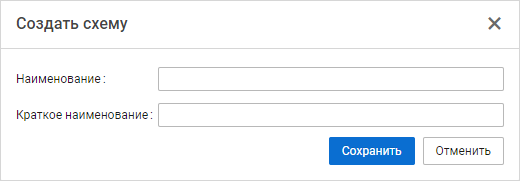 Создать схему
Наименование:
Краткое наименование:
Сохранить Отменить